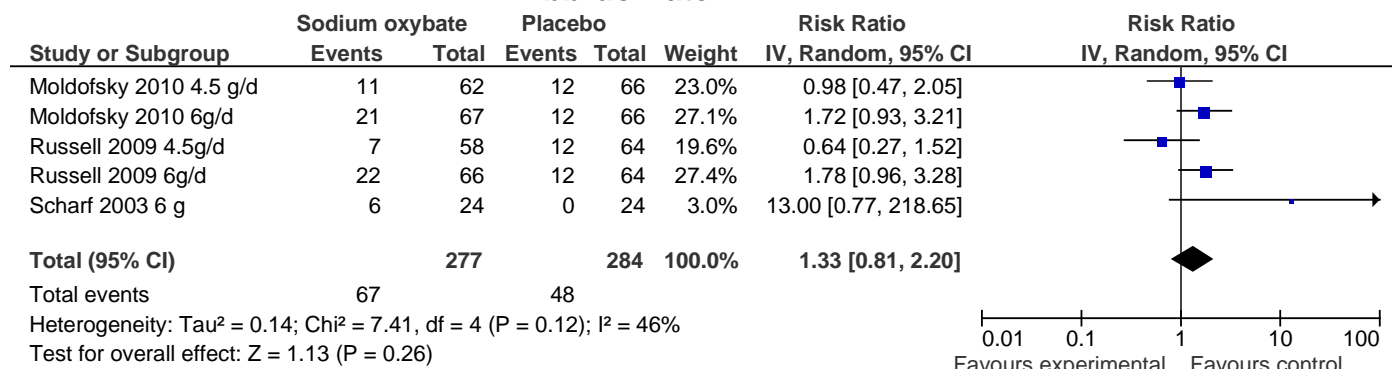 Sodium oxybate Placebo Risk Ratio Risk Ratio
Study or Subgroup Events Total Events Total Weight IV, Random, 95% CI IV, Random, 95% CI
Moldofsky 2010 4.5 g/d 11 62 12 66 23.0% 0.98 [0.47, 2.05]
Moldofsky 2010 6g/d 21 67 12 66 27.1% 1.72 [0.93, 3.21]
Russell 2009 4.5g/d 7 58 12 64 19.6% 0.64 [0.27, 1.52]
Russell 2009 6g/d 22 66 12 64 27.4% 1.78 [0.96, 3.28]
Scharf 2003 6 g 6 24 0 24 3.0% 13.00 [0.77, 218.65]
Total (95% CI) 277 284 100.0% 1.33 [0.81, 2.20]
Total events 67 48
Heterogeneity: Tau² = 0.14; Chi² = 7.41, df = 4 (P = 0.12); I² = 46%
Test for overall effect: Z = 1.13 (P = 0.26)
0.01 0.1 1 10 100
Favours experimental Favours control